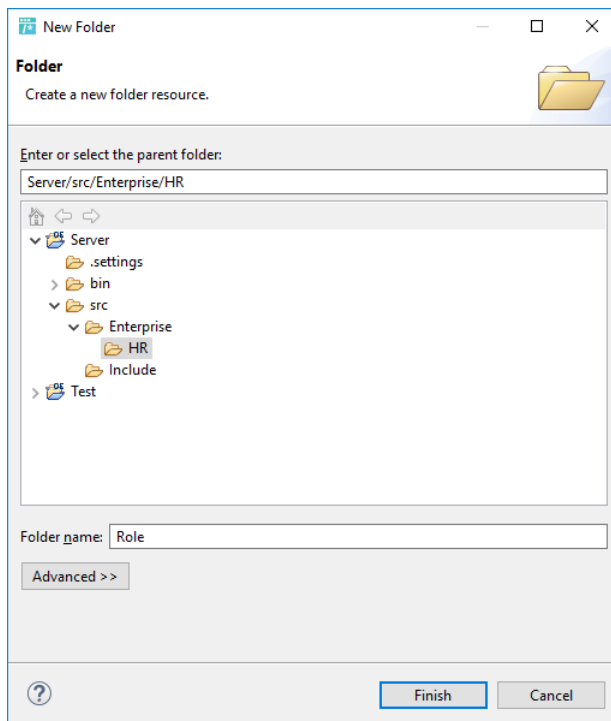 New Folder
Folder
Create a new folder resource.
Enter or select the parent folder:
Server/src/Enterprise/HR
Server
.settings
bin
src
Enterprise
HR
Include
Test
Folder name: Role
Advanced >>
Finish Cancel